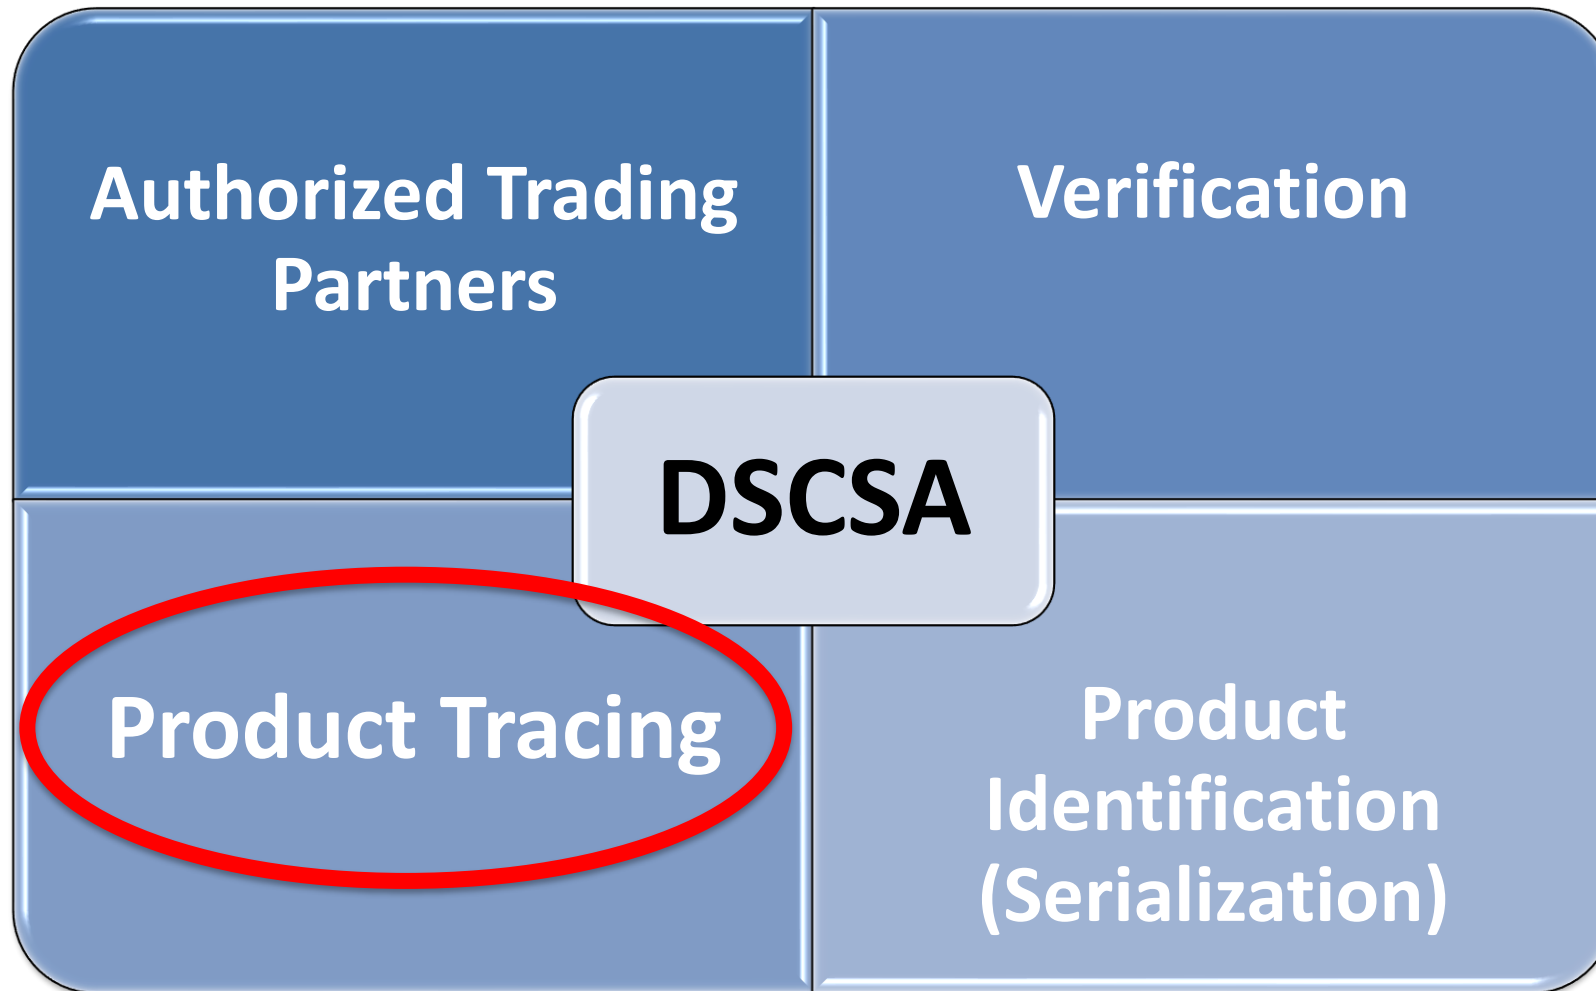 Authorized Trading
Partners
Verification
DSCSA
Product Tracing
Product
Identification
(Serialization)